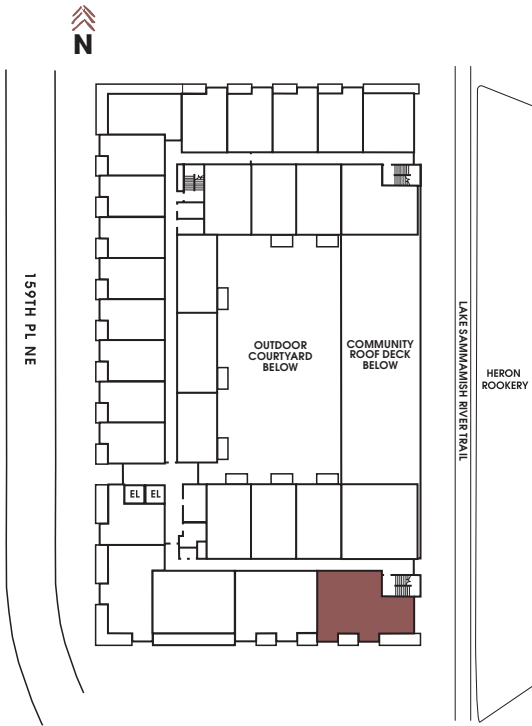 N
159TH PL NE
OUTDOOR
COURTYARD
BELOW
COMMUNITY
ROOF DECK
BELOW
LAKE SAMMAMISH RIVER TRAIL
HERON
ROOKERY
EL
EL